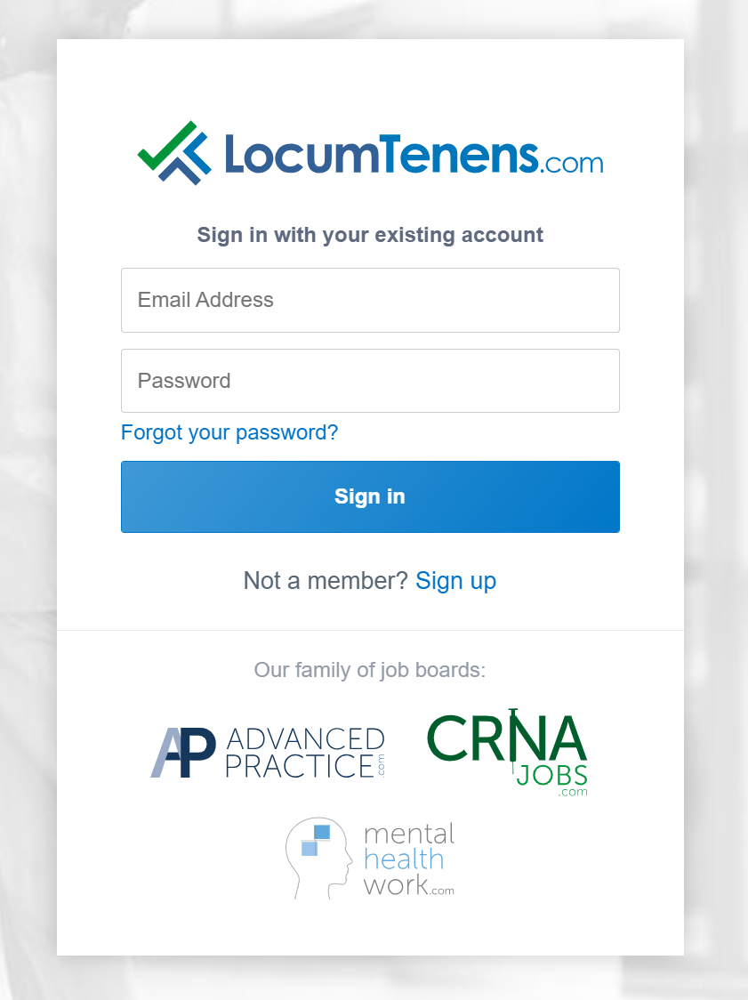 LocumTenens.com
Sign in with your existing account
Email Address
Password
Forgot your password?
Sign in
Not a member? Sign up
Our family of job boards:
AP ADVANCED
PRACTICE.com
CRNA
JOBS
.com
mental
health
work.com